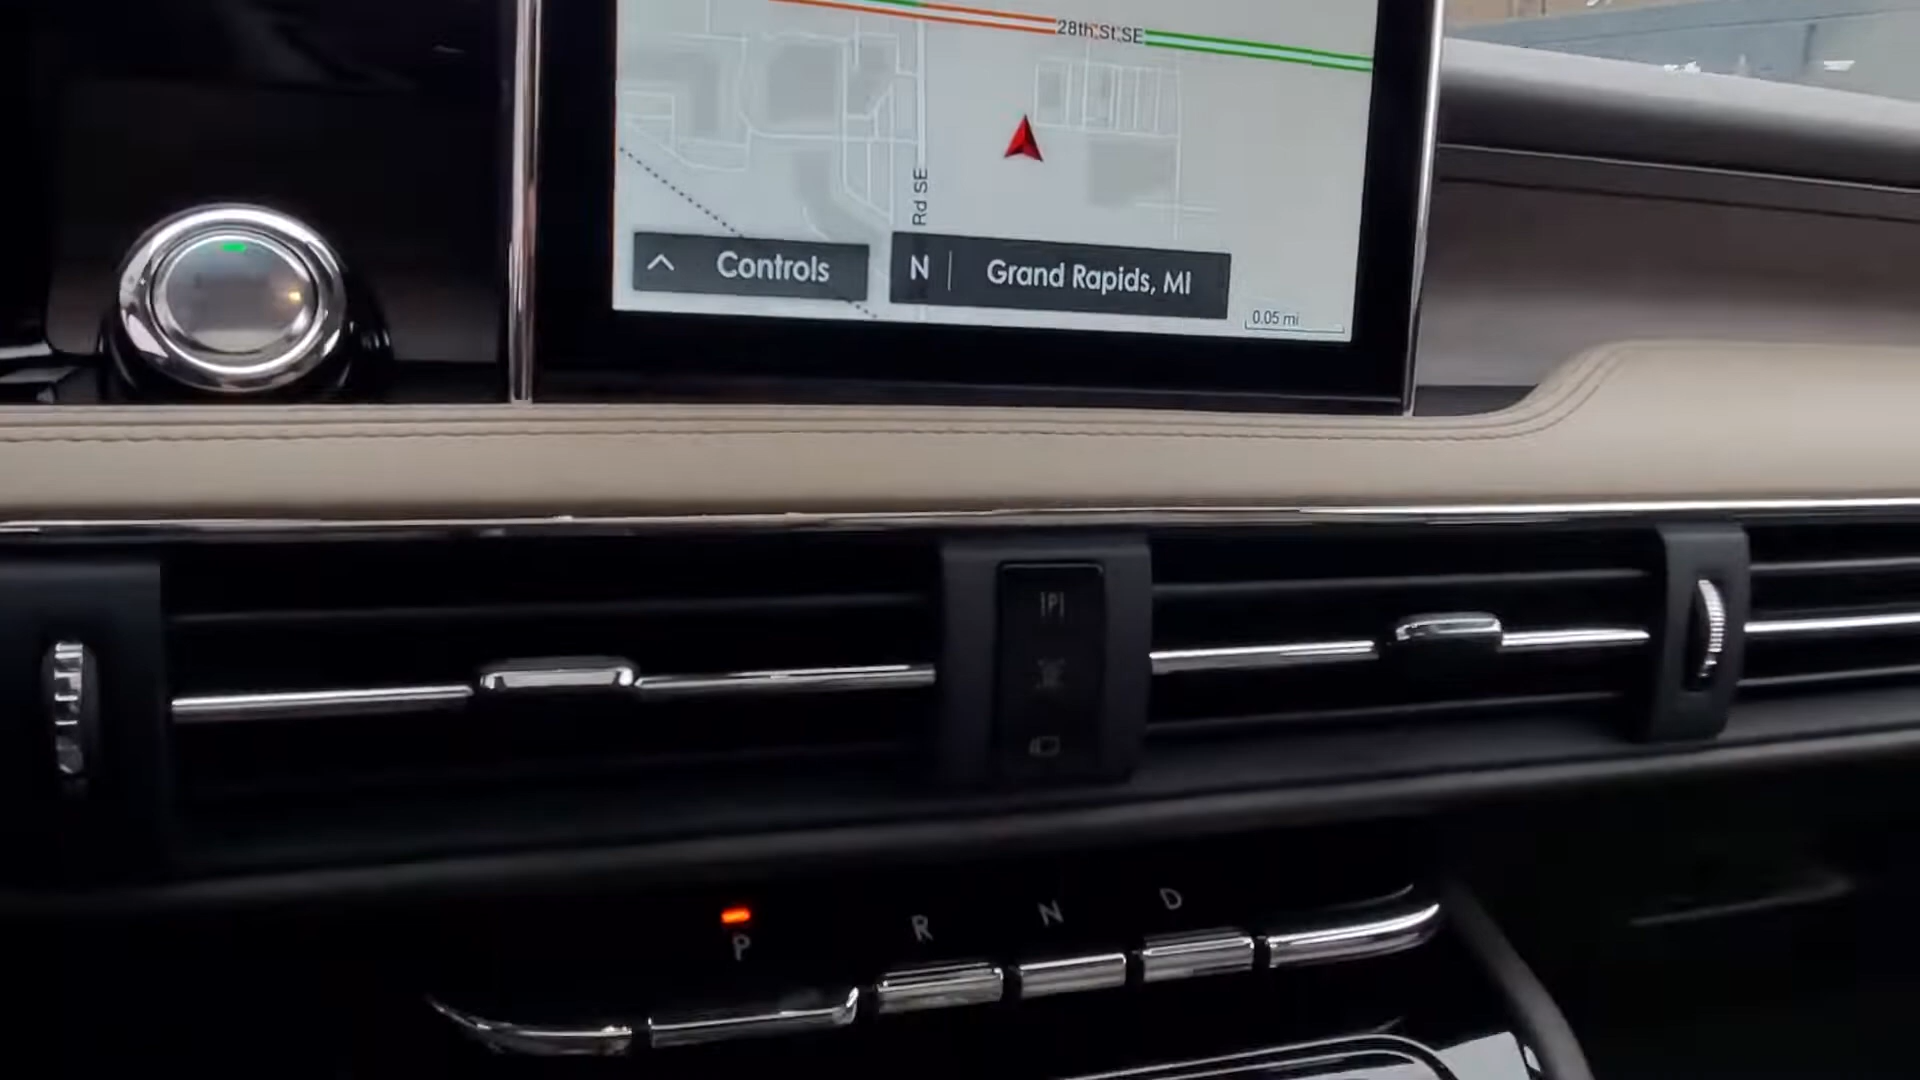 28th St SE
Rd SE
Controls
N
Grand Rapids, MI
0.05 mi
P
P
R
N
D